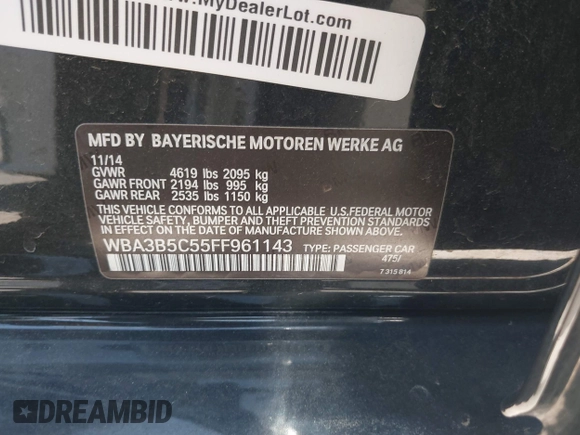 MyDealerLot.com
MFD BY BAYERISCHE MOTOREN WERKE AG
11/14
GVWR 4619 lbs 2095 kg
GAWR FRONT 2194 lbs 995 kg
GAWR REAR 2535 lbs 1150 kg
THIS VEHICLE CONFORMS TO ALL APPLICABLE U.S.FEDERAL MOTOR
VEHICLE SAFETY, BUMPER AND THEFT PREVENTION STANDARDS
IN EFFECT ON THE DATE OF MANUFACTURE SHOWN ABOVE.
WBA3B5C55FF961143 TYPE: PASSENGER CAR
475/
7 315 814
DREAMBID